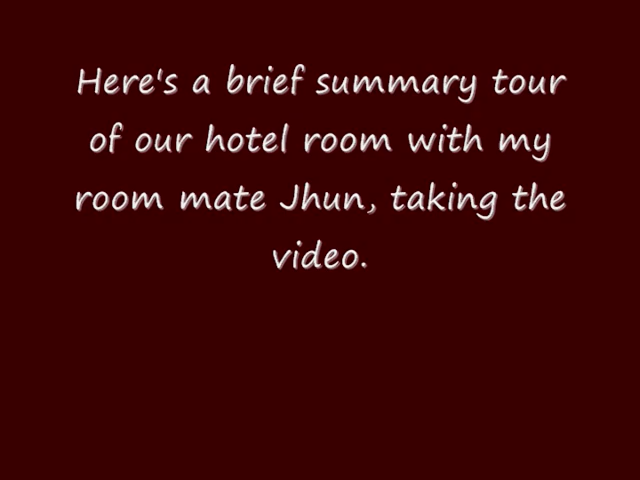 Here's a brief summary tour
of our hotel room with my
room mate Jhun, taking the
video.